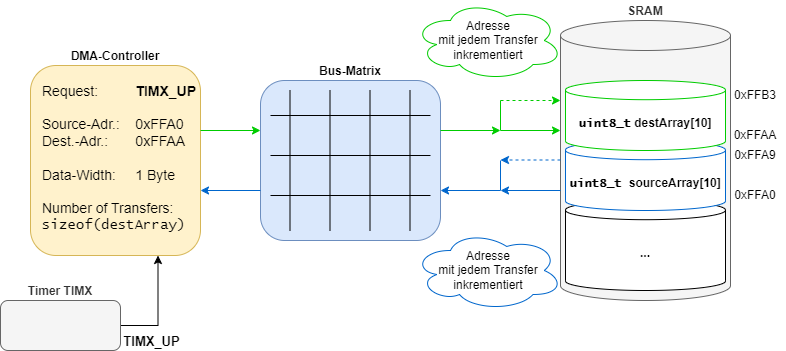 DMA-Controller
Request: TIMX_UP
Source-Adr.: 0xFFA0
Dest.-Adr.: 0xFFAA
Data-Width: 1 Byte
Number of Transfers:
sizeof(destArray)
Timer TIMX
TIMX_UP
Bus-Matrix
Adresse
mit jedem Transfer
inkrementiert
Adresse
mit jedem Transfer
inkrementiert
SRAM
0xFFB3
uint8_t destArray[10]
0xFFAA
0xFFA9
uint8_t sourceArray[10]
0xFFA0
...